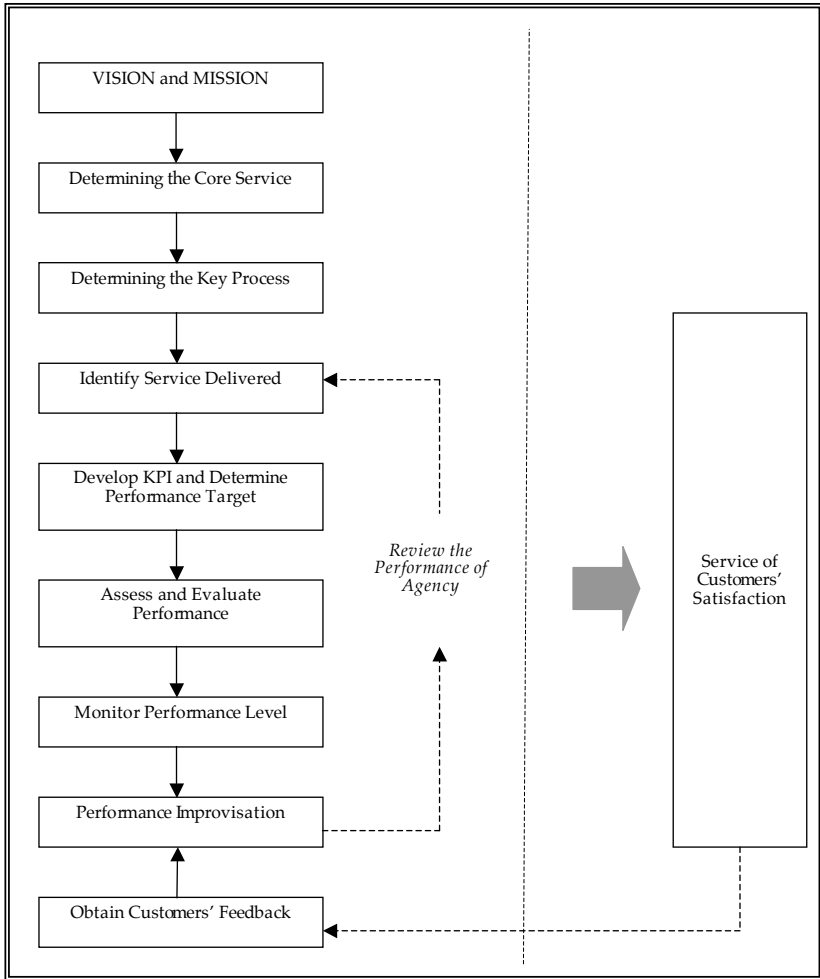 VISION and MISSION
Determining the Core Service
Determining the Key Process
Identify Service Delivered
Develop KPI and Determine
Performance Target
Assess and Evaluate
Performance
Monitor Performance Level
Performance Improvisation
Obtain Customers' Feedback
Review the
Performance of
Agency
Service of
Customers'
Satisfaction